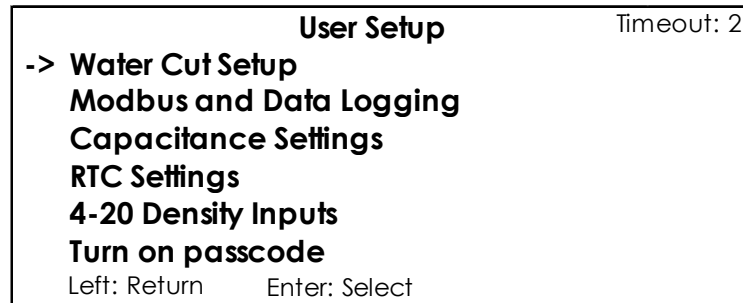 User Setup Timeout: 2
-> Water Cut Setup
Modbus and Data Logging
Capacitance Settings
RTC Settings
4-20 Density Inputs
Turn on passcode
Left: Return Enter: Select